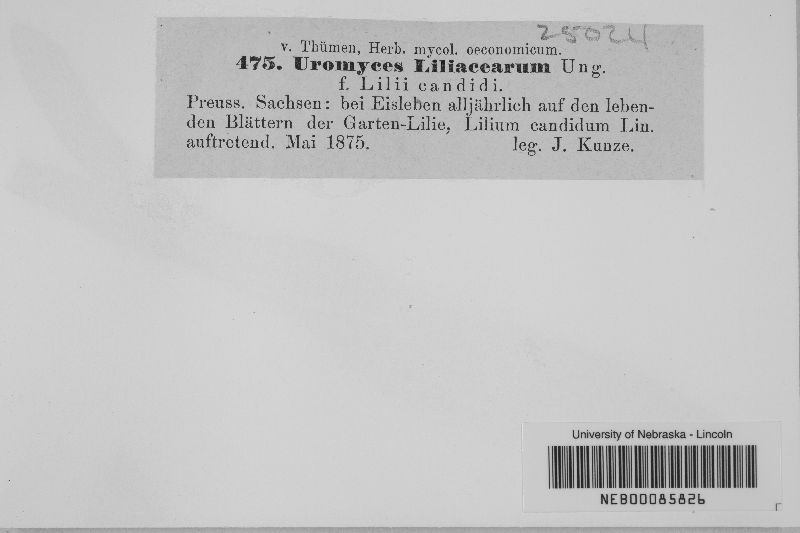 25024
v. Thümen, Herb. mycol. oeconomicum.
475. Uromyces Liliacearum Ung.
f. Lilii candidi.
Preuss. Sachsen: bei Eisleben alljährlich auf den leben-
den Blättern der Garten-Lilie, Lilium candidum Lin.
auftretend. Mai 1875. leg. J. Kunze.
University of Nebraska - Lincoln
NEB00085826